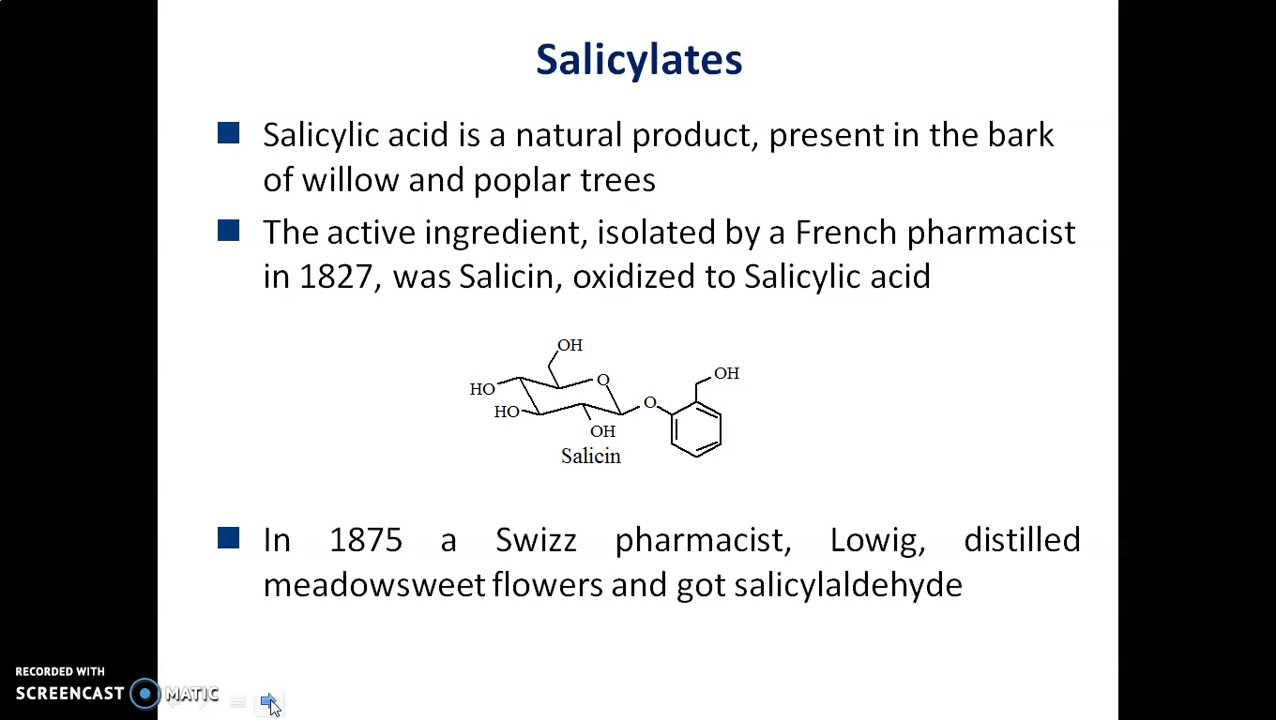 Salicylates
Salicylic acid is a natural product, present in the bark
of willow and poplar trees
The active ingredient, isolated by a French pharmacist
in 1827, was Salicin, oxidized to Salicylic acid
OH
HO
O
OH
HO
O
OH
Salicin
In 1875 a Swizz pharmacist, Lowig, distilled
meadowsweet flowers and got salicylaldehyde
RECORDED WITH
SCREENCAST MATIC